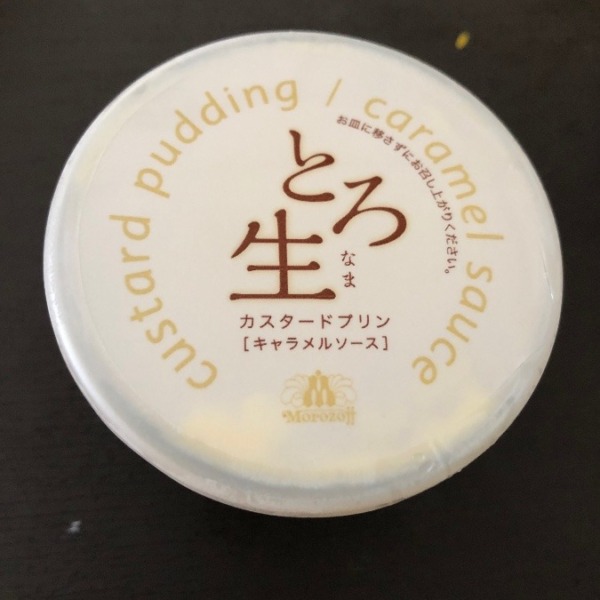 custard pudding / caramel sauce
お皿に移さずにお召し上がりください。
とろ
生
なま
カスタードプリン
[キャラメルソース]
Morozoff